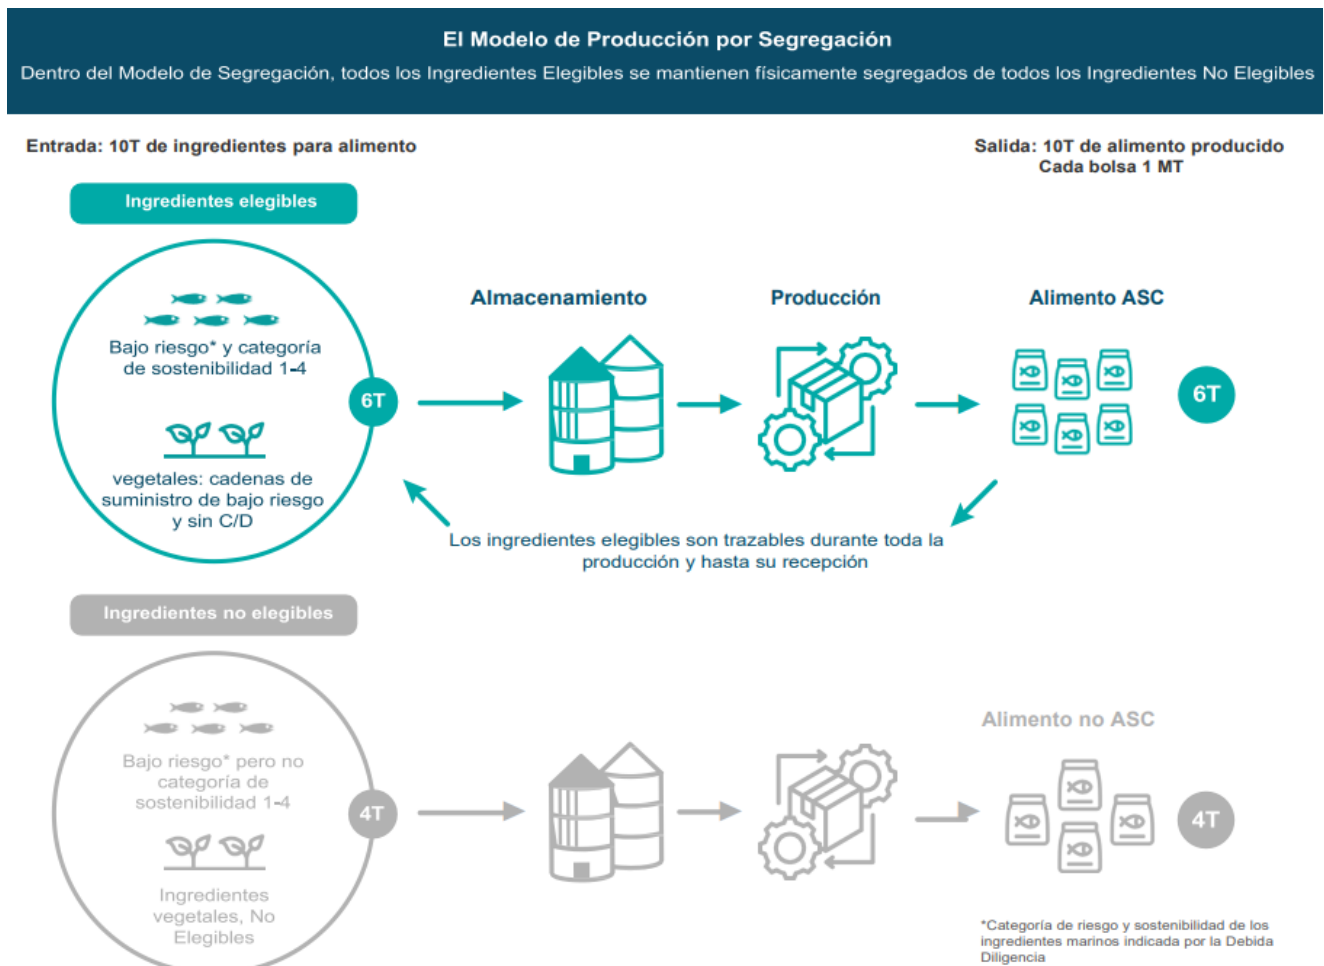 El Modelo de Producción por Segregación
Dentro del Modelo de Segregación, todos los Ingredientes Elegibles se mantienen físicamente segregados de todos los Ingredientes No Elegibles
Entrada: 10T de ingredientes para alimento
Salida: 10T de alimento producido
Cada bolsa 1 MT
Ingredientes elegibles
Almacenamiento
Producción
Alimento ASC
Bajo riesgo* y categoría
de sostenibilidad 1-4
6T
6T
vegetales: cadenas de
suministro de bajo riesgo
y sin C/D
Los ingredientes elegibles son trazables durante toda la
producción y hasta su recepción
Ingredientes no elegibles
Alimento no ASC
Bajo riesgo* pero no
categoría de
sostenibilidad 1-4
4T
4T
Ingredientes
vegetales, No
Elegibles
*Categoría de riesgo y sostenibilidad de los
ingredientes marinos indicada por la Debida
Diligencia